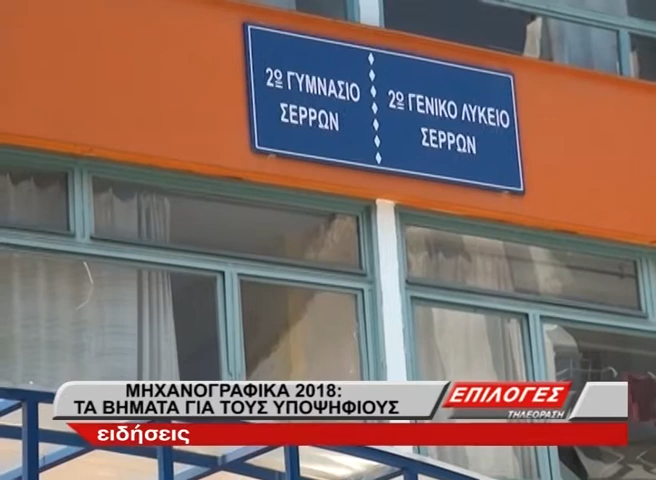 2ο ΓΥΜΝΑΣΙΟ
ΣΕΡΡΩΝ
2ο ΓΕΝΙΚΟ ΛΥΚΕΙΟ
ΣΕΡΡΩΝ
ΜΗΧΑΝΟΓΡΑΦΙΚΑ 2018:
ΤΑ ΒΗΜΑΤΑ ΓΙΑ ΤΟΥΣ ΥΠΟΨΗΦΙΟΥΣ
ΕΠΙΛΟΓΕΣ
ΤΗΛΕΟΡΑΣΗ
ειδήσεις